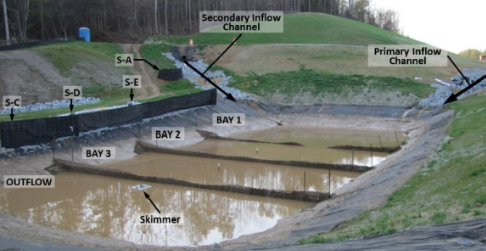 Secondary Inflow
Channel
Primary Inflow
Channel
S-A
S-E
S-D
S-C
BAY 1
BAY 2
BAY 3
OUTFLOW
Skimmer